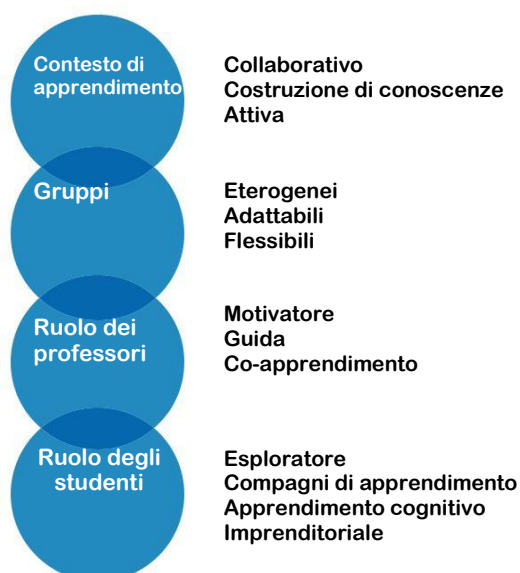 Contesto di
apprendimento
Collaborativo
Costruzione di conoscenze
Attiva
Gruppi
Eterogenei
Adattabili
Flessibili
Ruolo dei
professori
Motivatore
Guida
Co-apprendimento
Ruolo degli
studenti
Esploratore
Compagni di apprendimento
Apprendimento cognitivo
Imprenditoriale